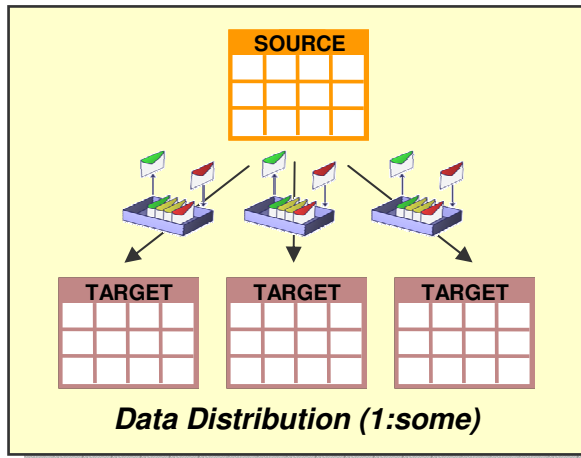 SOURCE
TARGET
TARGET
TARGET
Data Distribution (1:some)